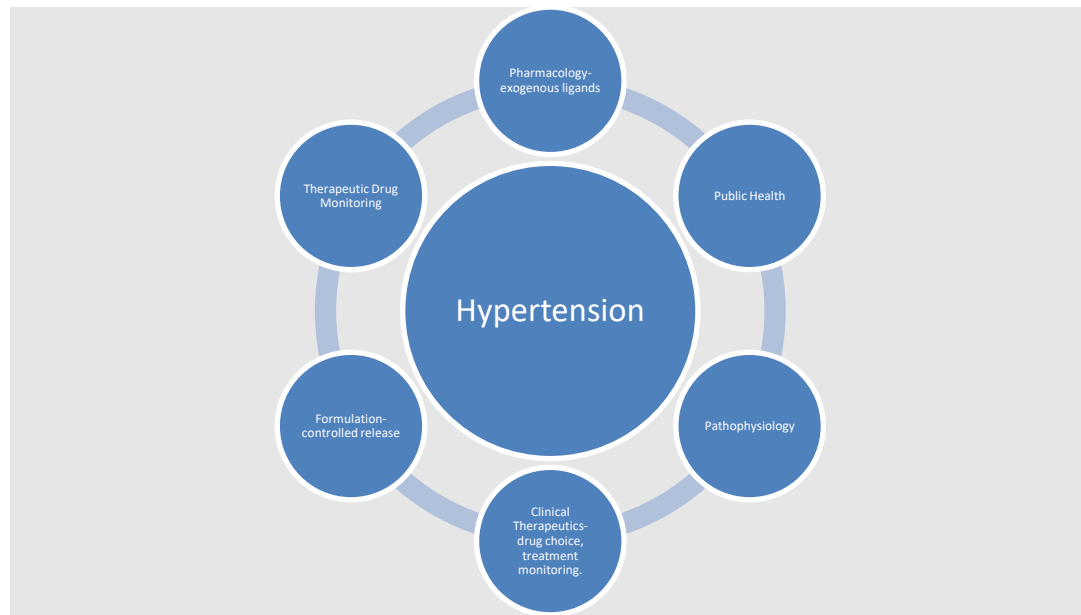 Pharmacology-
exogenous ligands
Public Health
Pathophysiology
Clinical
Therapeutics-
drug choice,
treatment
monitoring.
Formulation-
controlled release
Therapeutic Drug
Monitoring
Hypertension